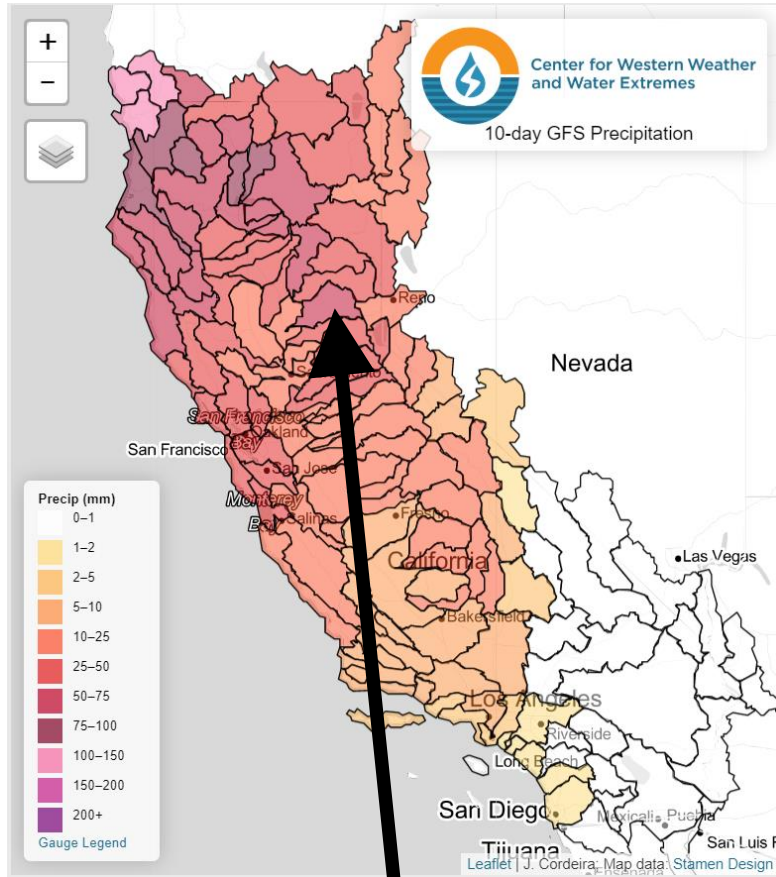 +
−
Center for Western Weather
and Water Extremes
10-day GFS Precipitation
Reno
Nevada
San Francisco
Bay
Oakland
San Francisco
San Jose
Monterey
Bay
Salinas
Fresno
California
Las Vegas
Bakersfield
Los Angeles
Riverside
Long Beach
San Diego
Mexicali
Tijuana
San Luis
Ensenada
Precip (mm)
0–1
1–2
2–5
5–10
10–25
25–50
50–75
75–100
100–150
150–200
200+
Gauge Legend
Leaflet | J. Cordeira; Map data: Stamen Design